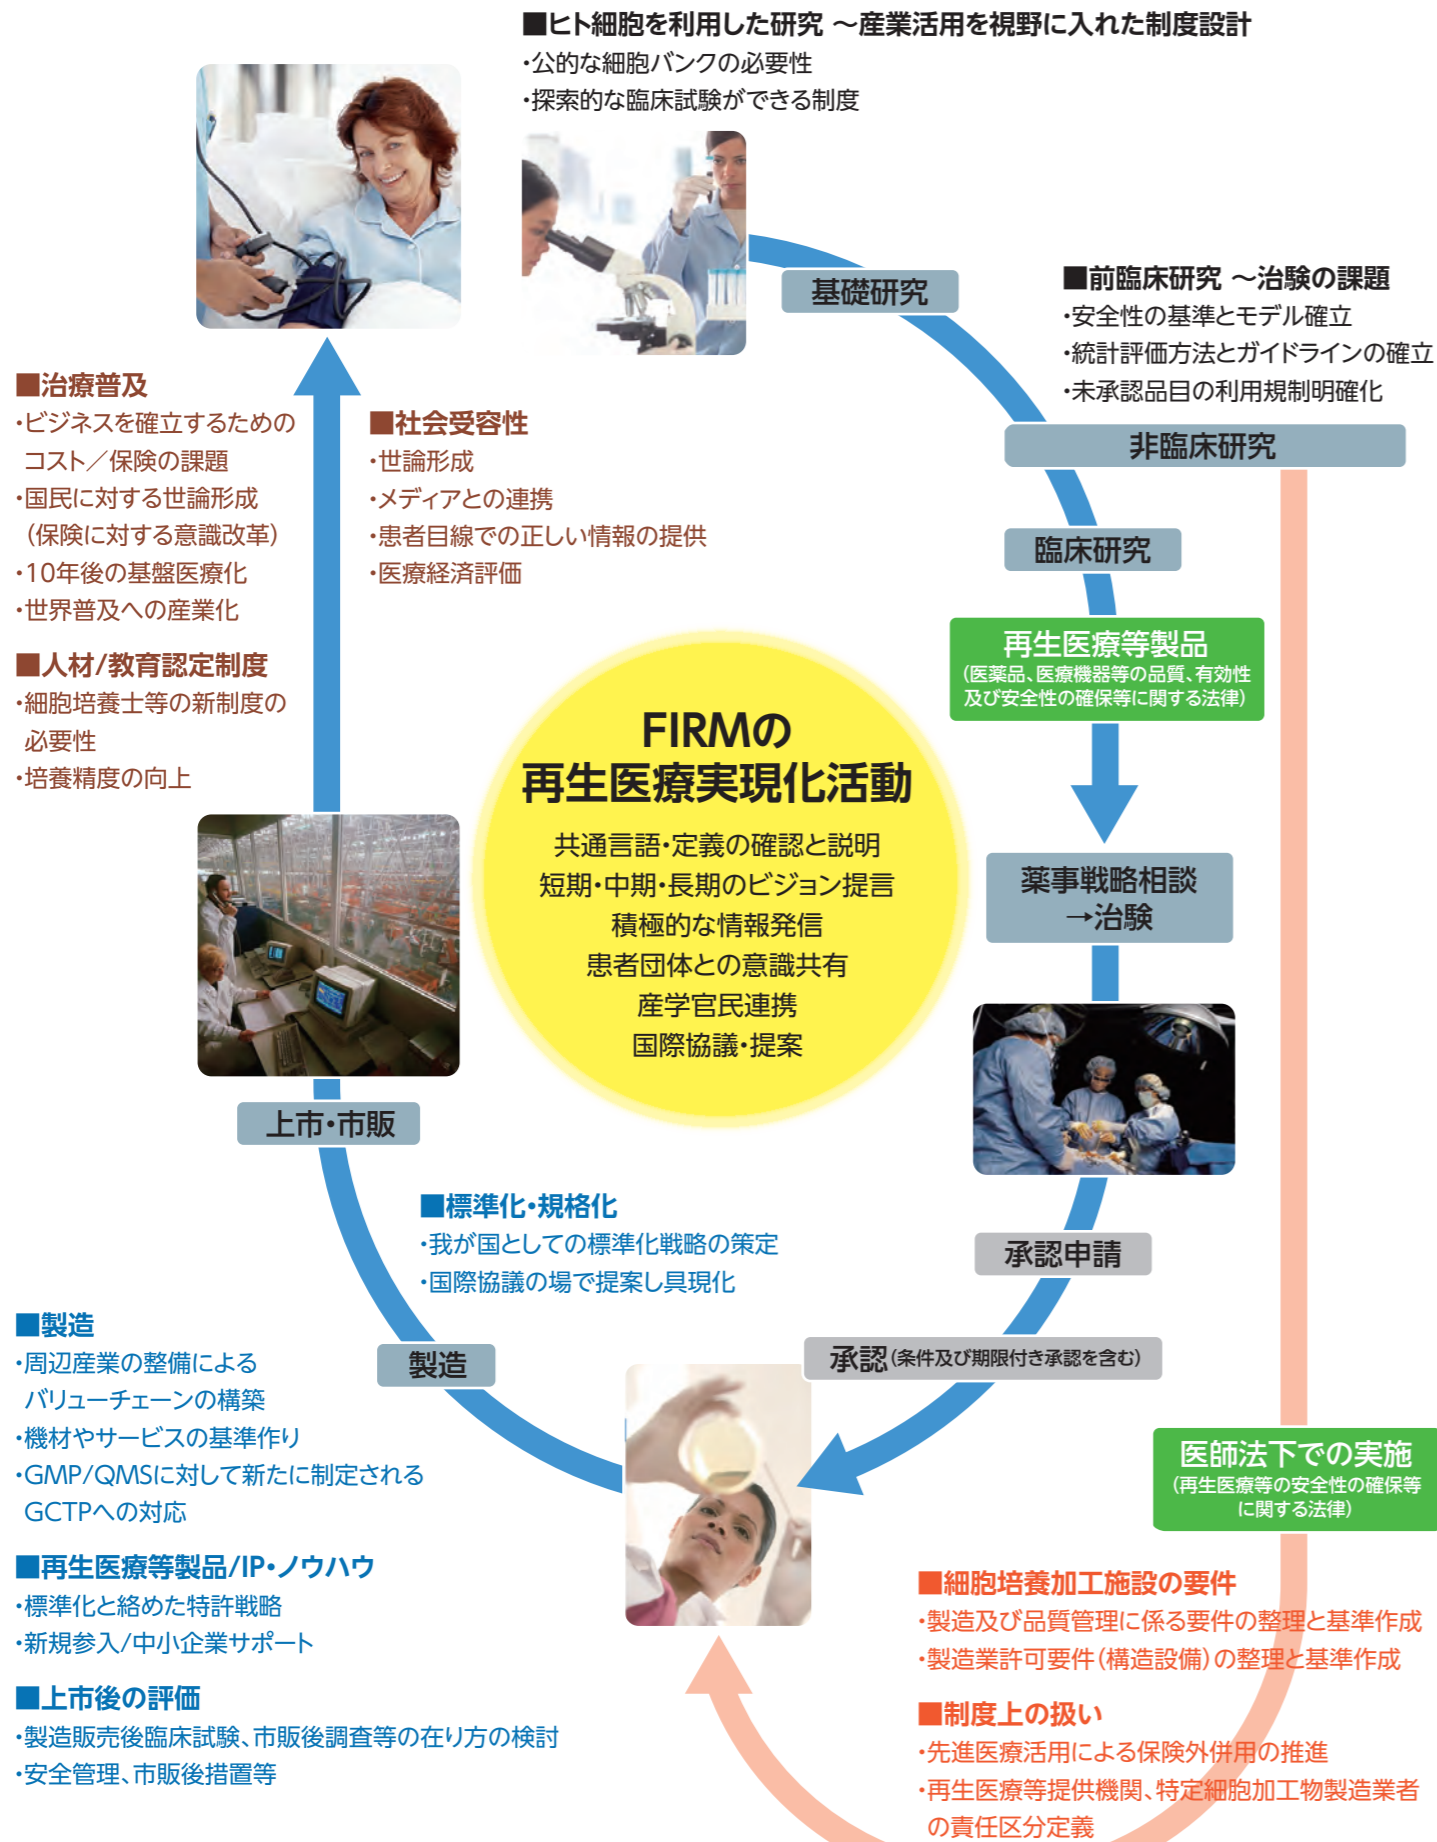 ■ヒト細胞を利用した研究 ～産業活用を視野に入れた制度設計
・公的な細胞バンクの必要性
・探索的な臨床試験ができる制度
基礎研究
■前臨床研究 ～治験の課題
・安全性の基準とモデル確立
・統計評価方法とガイドラインの確立
・未承認品目の利用規制明確化
非臨床研究
臨床研究
再生医療等製品
(医薬品、医療機器等の品質、有効性
及び安全性の確保等に関する法律)
薬事戦略相談
→治験
承認申請
承認(条件及び期限付き承認を含む)
医師法下での実施
(再生医療等の安全性の確保等
に関する法律)
■細胞培養加工施設の要件
・製造及び品質管理に係る要件の整理と基準作成
・製造業許可要件(構造設備)の整理と基準作成
■制度上の扱い
・先進医療活用による保険外併用の推進
・再生医療等提供機関、特定細胞加工物製造業者
の責任区分定義
FIRMの
再生医療実現化活動
共通言語・定義の確認と説明
短期・中期・長期のビジョン提言
積極的な情報発信
患者団体との意識共有
産学官民連携
国際協議・提案
■治療普及
・ビジネスを確立するための
コスト／保険の課題
・国民に対する世論形成
(保険に対する意識改革)
・10年後の基盤医療化
・世界普及への産業化
■人材/教育認定制度
・細胞培養士等の新制度の
必要性
・培養精度の向上
■社会受容性
・世論形成
・メディアとの連携
・患者目線での正しい情報の提供
・医療経済評価
上市・市販
■標準化・規格化
・我が国としての標準化戦略の策定
・国際協議の場で提案し具現化
製造
■製造
・周辺産業の整備による
バリューチェーンの構築
・機材やサービスの基準作り
・GMP/QMSに対して新たに制定される
GCTPへの対応
■再生医療等製品/IP・ノウハウ
・標準化と絡めた特許戦略
・新規参入/中小企業サポート
■上市後の評価
・製造販売後臨床試験、市販後調査等の在り方の検討
・安全管理、市販後措置等